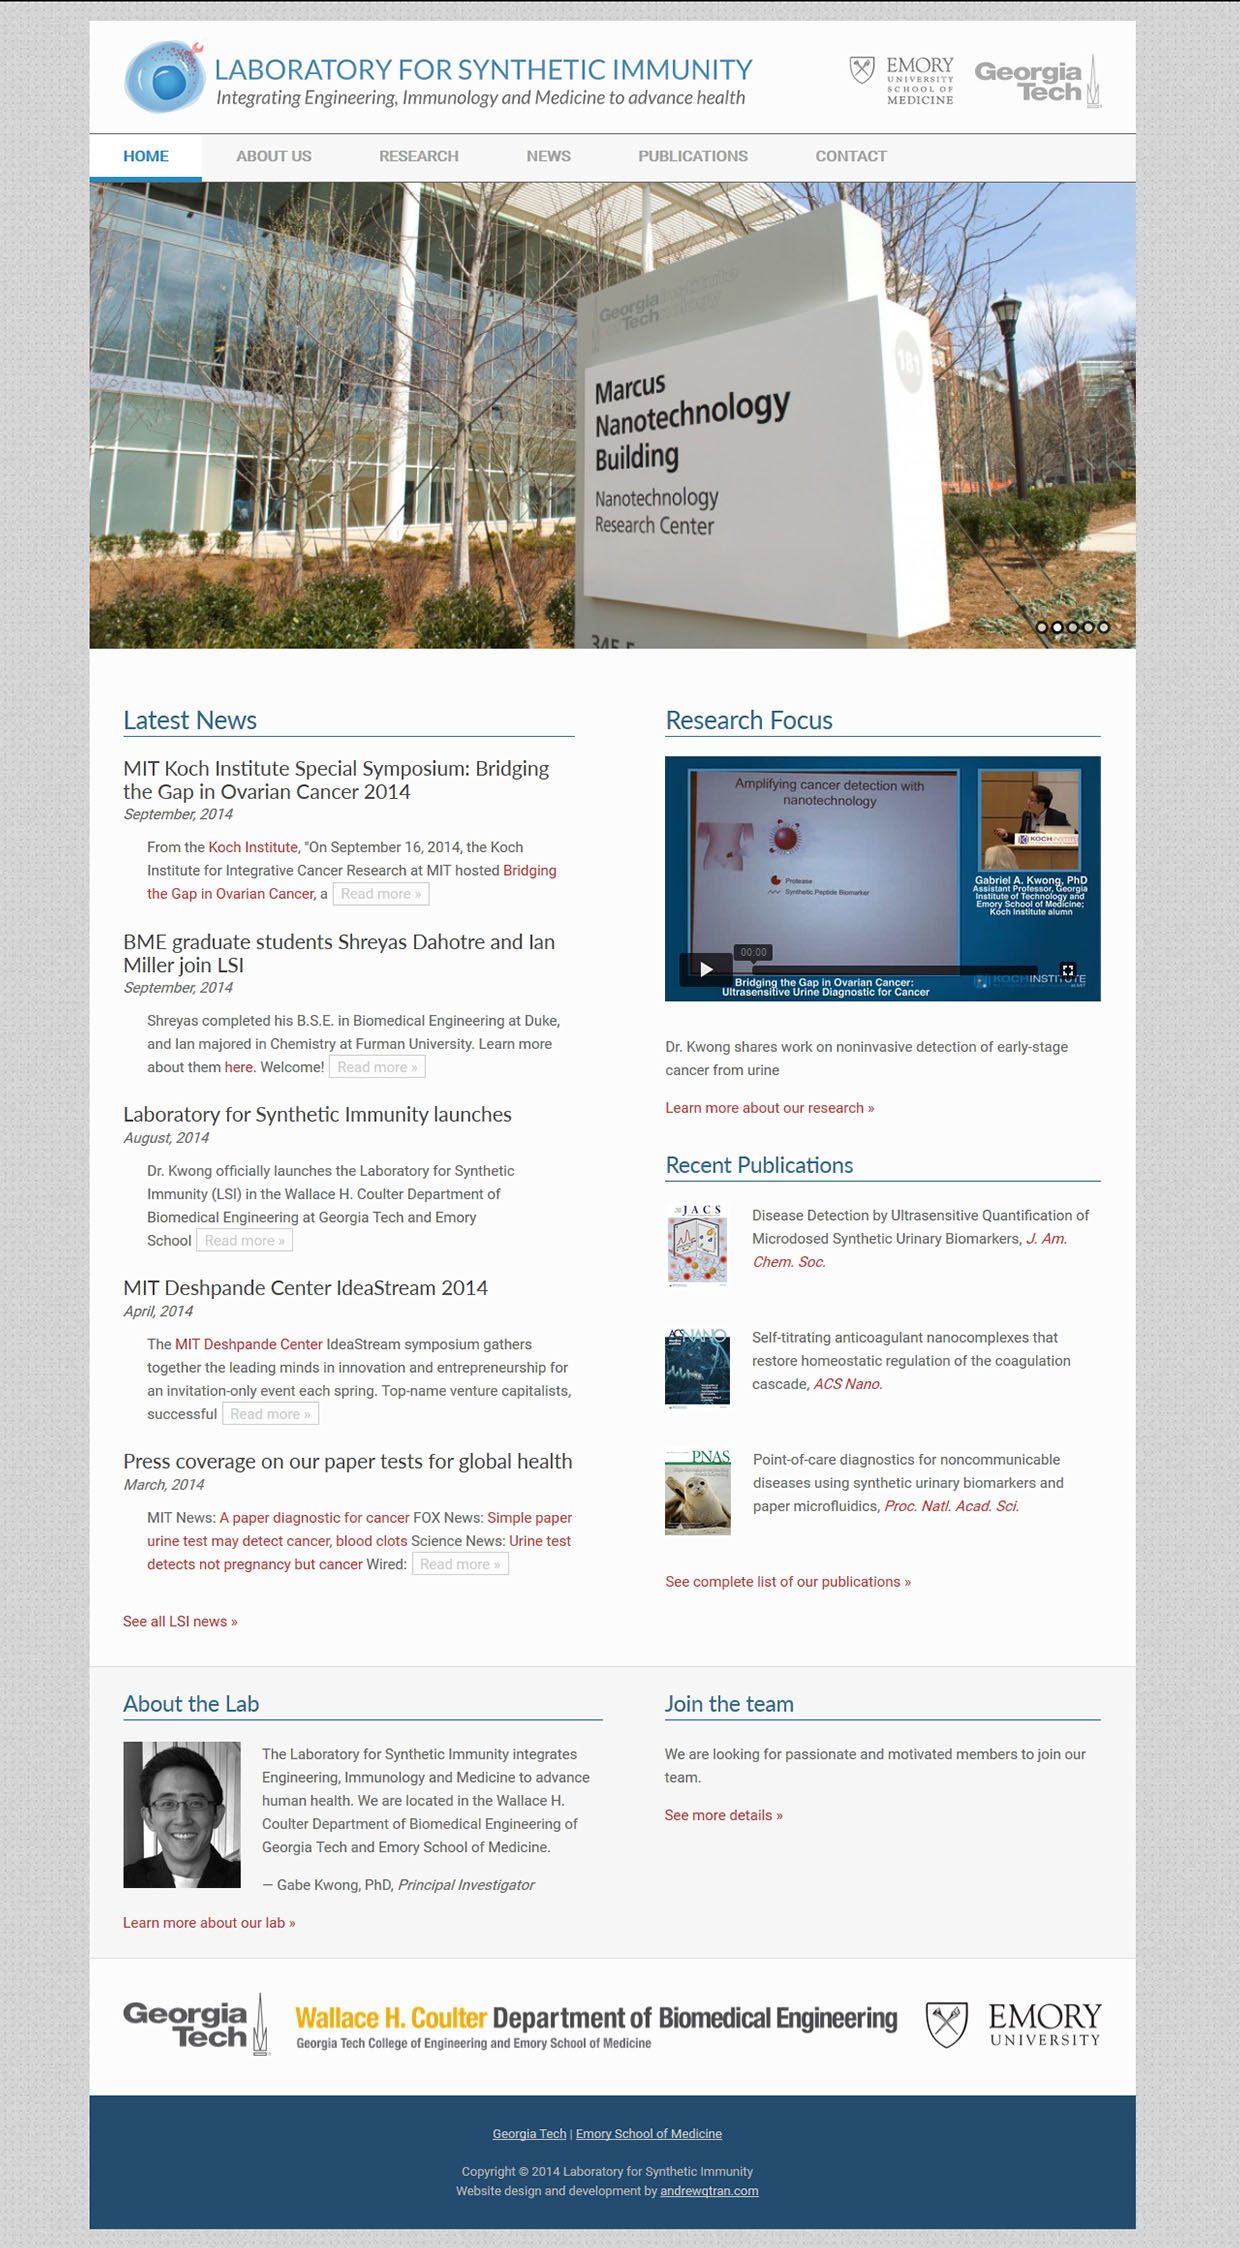 LABORATORY FOR SYNTHETIC IMMUNITY
Integrating Engineering, Immunology and Medicine to advance health
EMORY
UNIVERSITY
SCHOOL OF
MEDICINE
Georgia
Tech
HOME
ABOUT US
RESEARCH
NEWS
PUBLICATIONS
CONTACT
Georgia
Tech
181
Marcus
Nanotechnology
Building
Nanotechnology
Research Center
Latest News
MIT Koch Institute Special Symposium: Bridging
the Gap in Ovarian Cancer 2014
September, 2014
From the Koch Institute, "On September 16, 2014, the Koch
Institute for Integrative Cancer Research at MIT hosted Bridging
the Gap in Ovarian Cancer, a Read more »
BME graduate students Shreyas Dahotre and Ian
Miller join LSI
September, 2014
Shreyas completed his B.S.E. in Biomedical Engineering at Duke,
and Ian majored in Chemistry at Furman University. Learn more
about them here. Welcome! Read more »
Laboratory for Synthetic Immunity launches
August, 2014
Dr. Kwong officially launches the Laboratory for Synthetic
Immunity (LSI) in the Wallace H. Coulter Department of
Biomedical Engineering at Georgia Tech and Emory
School Read more »
MIT Deshpande Center IdeaStream 2014
April, 2014
The MIT Deshpande Center IdeaStream symposium gathers
together the leading minds in innovation and entrepreneurship for
an invitation-only event each spring. Top-name venture capitalists,
successful Read more »
Press coverage on our paper tests for global health
March, 2014
MIT News: A paper diagnostic for cancer FOX News: Simple paper
urine test may detect cancer, blood clots Science News: Urine test
detects not pregnancy but cancer Wired: Read more »
See all LSI news »
Research Focus
Amplifying cancer detection with
nanotechnology
Protease
Synthetic Peptide Biomarker
Gabriel A. Kwong, PhD
Assistant Professor, Georgia
Institute of Technology and
Emory School of Medicine;
Koch Institute alumn
00:00
Bridging the Gap in Ovarian Cancer:
Ultrasensitive Urine Diagnostic for Cancer
KOCH INSTITUTE
at MIT
Dr. Kwong shares work on noninvasive detection of early-stage
cancer from urine
Learn more about our research »
Recent Publications
JACS
Disease Detection by Ultrasensitive Quantification of
Microdosed Synthetic Urinary Biomarkers, J. Am.
Chem. Soc.
ACS NANO
Self-titrating anticoagulant nanocomplexes that
restore homeostatic regulation of the coagulation
cascade, ACS Nano.
PNAS
Point-of-care diagnostics for noncommunicable
diseases using synthetic urinary biomarkers and
paper microfluidics, Proc. Natl. Acad. Sci.
See complete list of our publications »
About the Lab
The Laboratory for Synthetic Immunity integrates
Engineering, Immunology and Medicine to advance
human health. We are located in the Wallace H.
Coulter Department of Biomedical Engineering of
Georgia Tech and Emory School of Medicine.
— Gabe Kwong, PhD, Principal Investigator
Learn more about our lab »
Join the team
We are looking for passionate and motivated members to join our
team.
See more details »
Georgia
Tech
Wallace H. Coulter Department of Biomedical Engineering
Georgia Tech College of Engineering and Emory School of Medicine
EMORY
UNIVERSITY
Georgia Tech | Emory School of Medicine
Copyright © 2014 Laboratory for Synthetic Immunity
Website design and development by andrewqtran.com